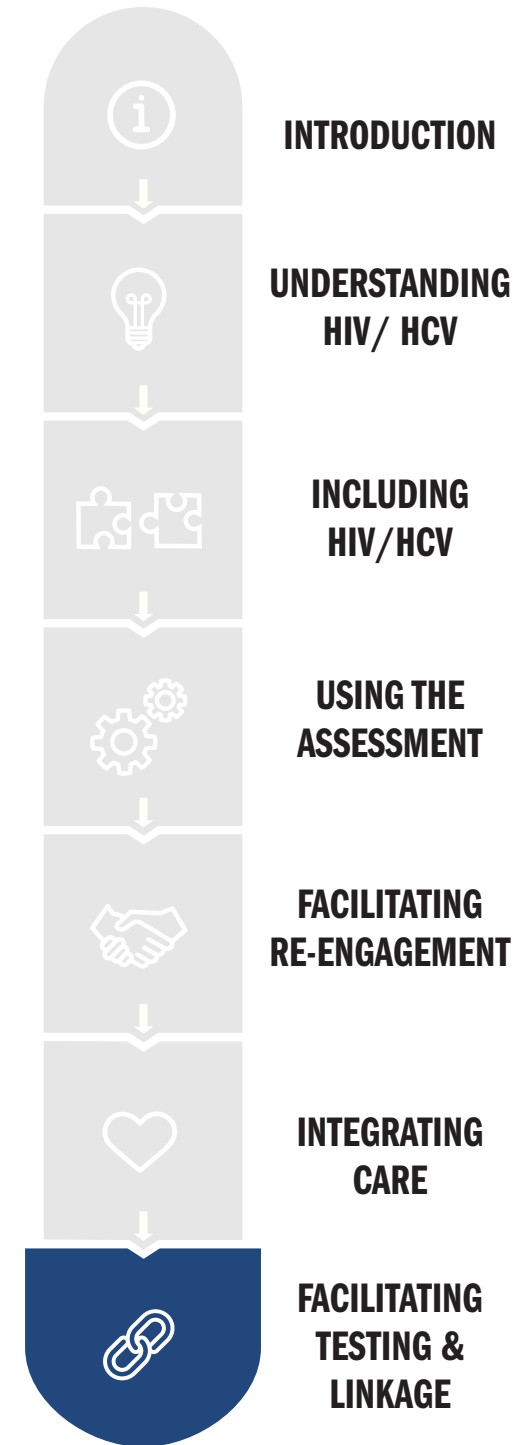 INTRODUCTION
UNDERSTANDING
HIV/ HCV
INCLUDING
HIV/HCV
USING THE
ASSESSMENT
FACILITATING
RE-ENGAGEMENT
INTEGRATING
CARE
FACILITATING
TESTING &
LINKAGE